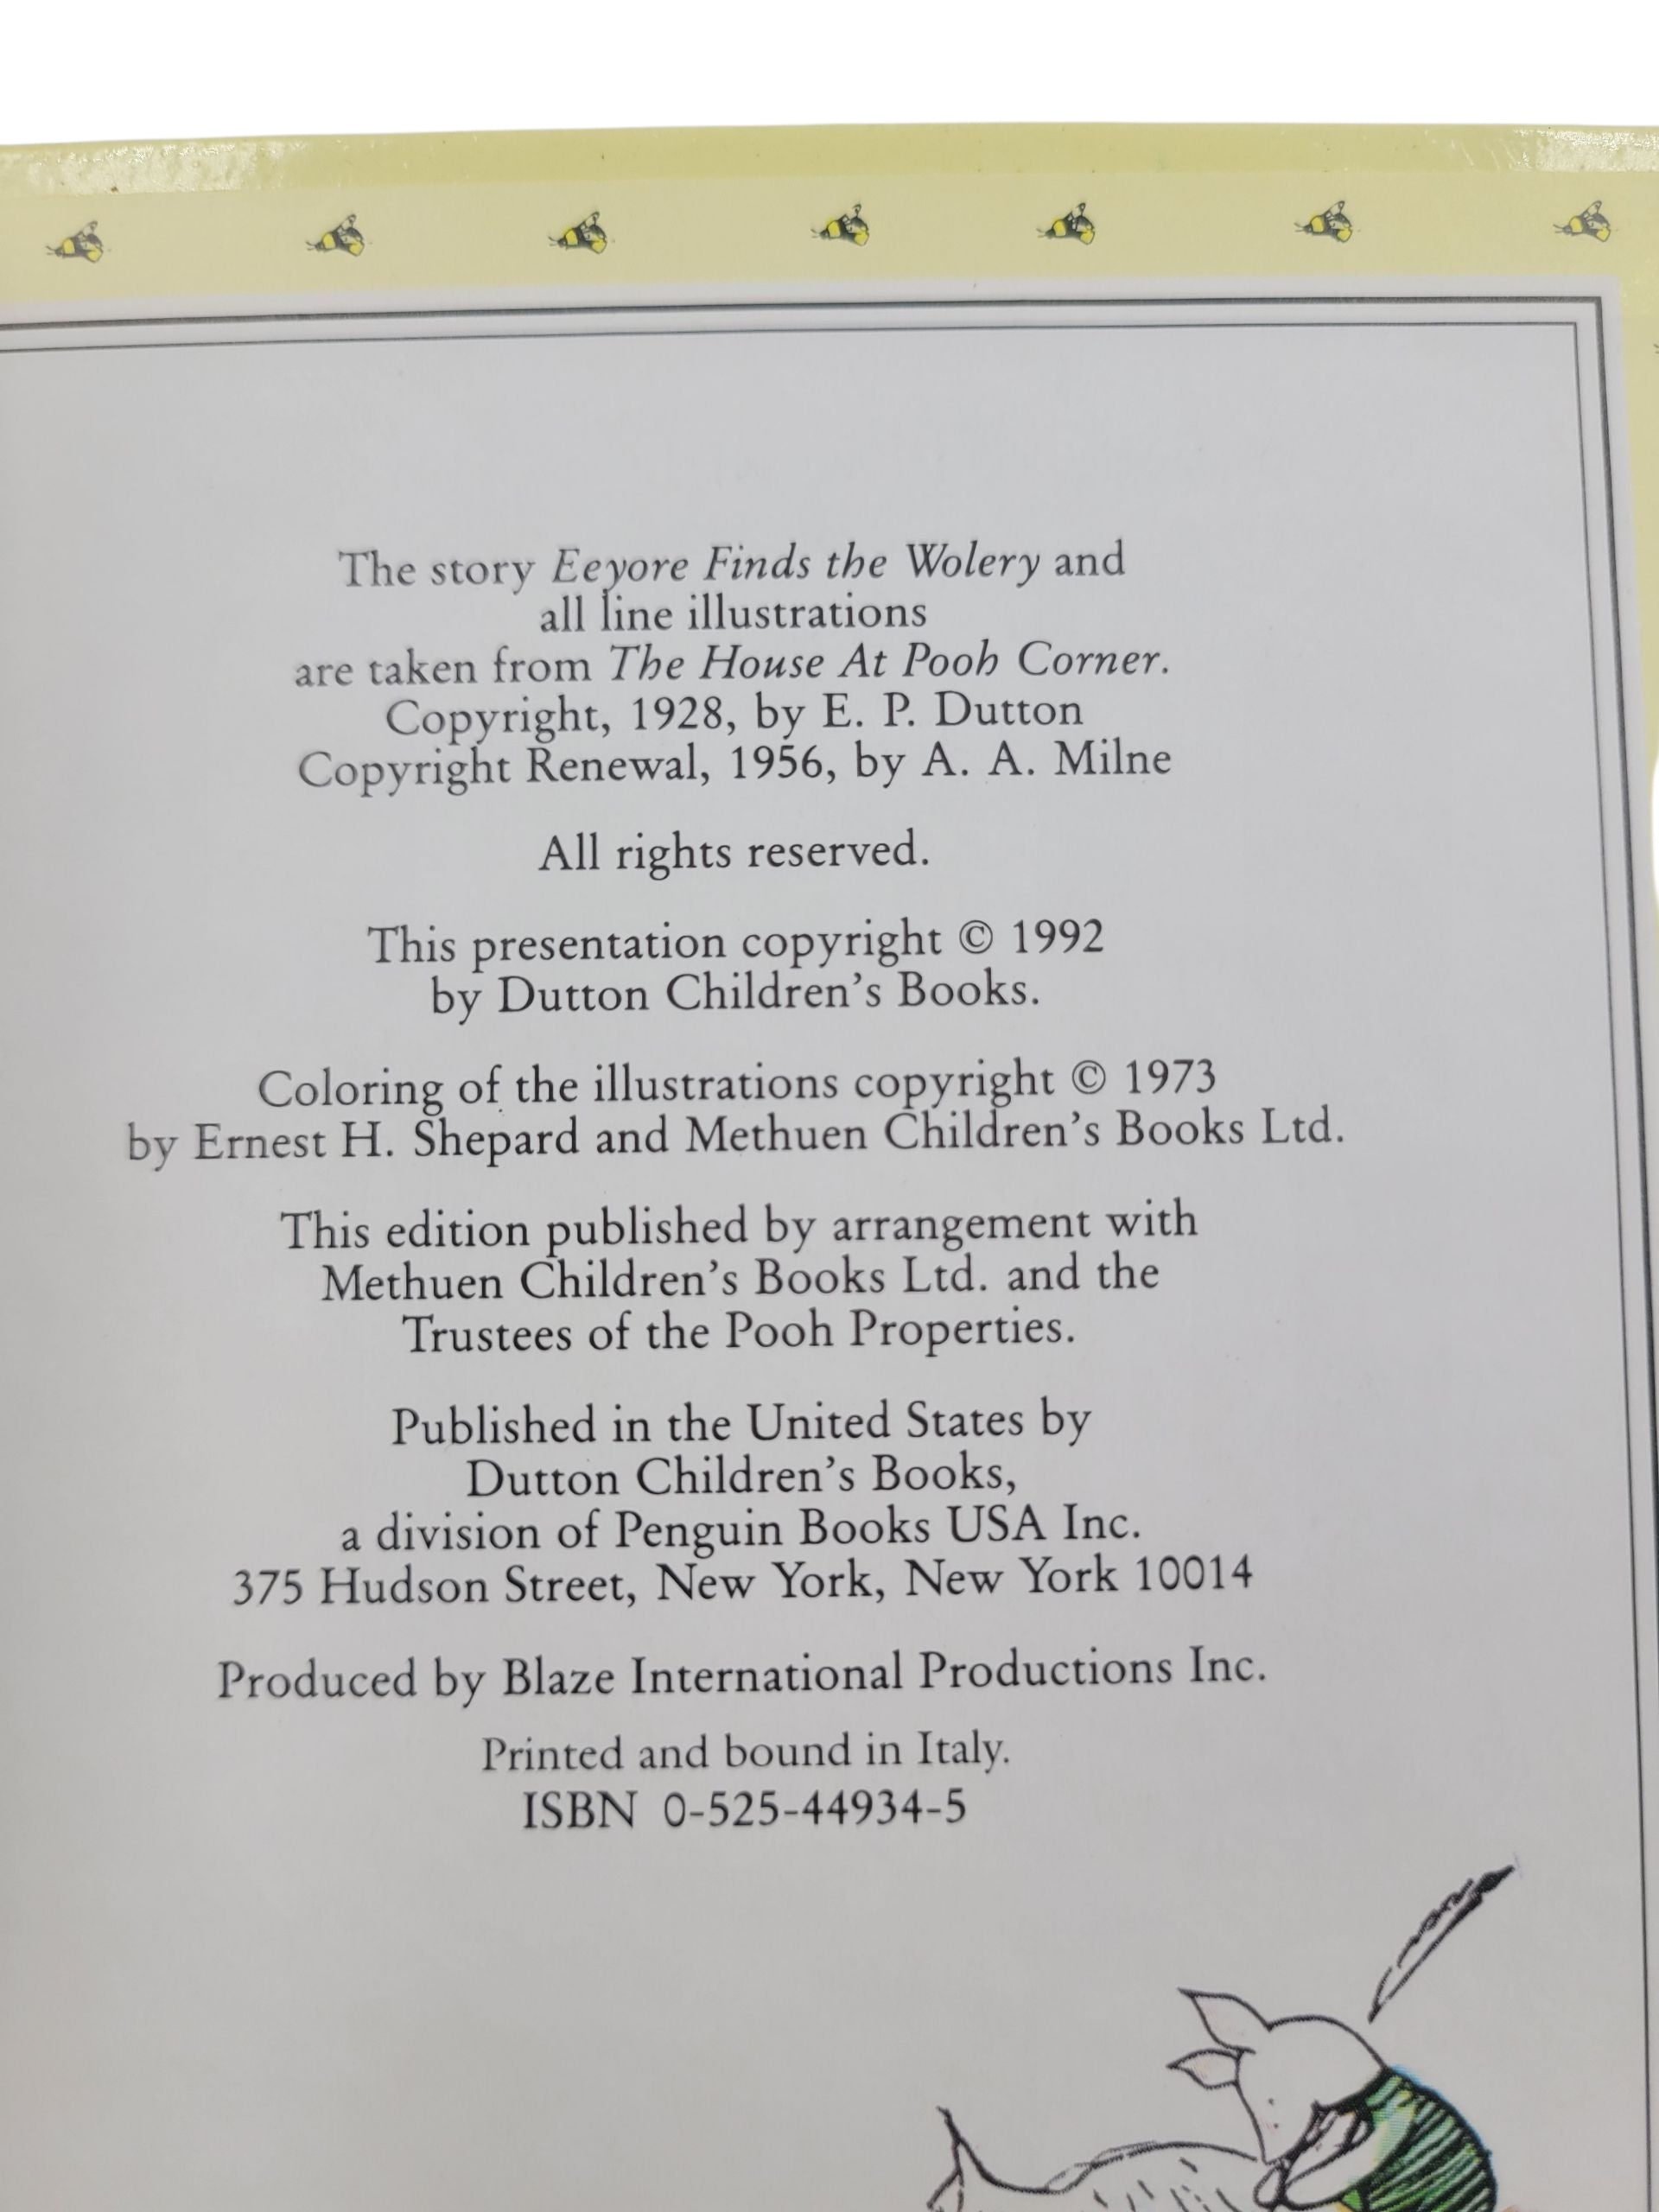 The story Eeyore Finds the Wolery and
all line illustrations
are taken from The House At Pooh Corner.
Copyright, 1928, by E. P. Dutton
Copyright Renewal, 1956, by A. A. Milne
All rights reserved.
This presentation copyright © 1992
by Dutton Children's Books.
Coloring of the illustrations copyright © 1973
by Ernest H. Shepard and Methuen Children's Books Ltd.
This edition published by arrangement with
Methuen Children's Books Ltd. and the
Trustees of the Pooh Properties.
Published in the United States by
Dutton Children's Books,
a division of Penguin Books USA Inc.
375 Hudson Street, New York, New York 10014
Produced by Blaze International Productions Inc.
Printed and bound in Italy.
ISBN 0-525-44934-5